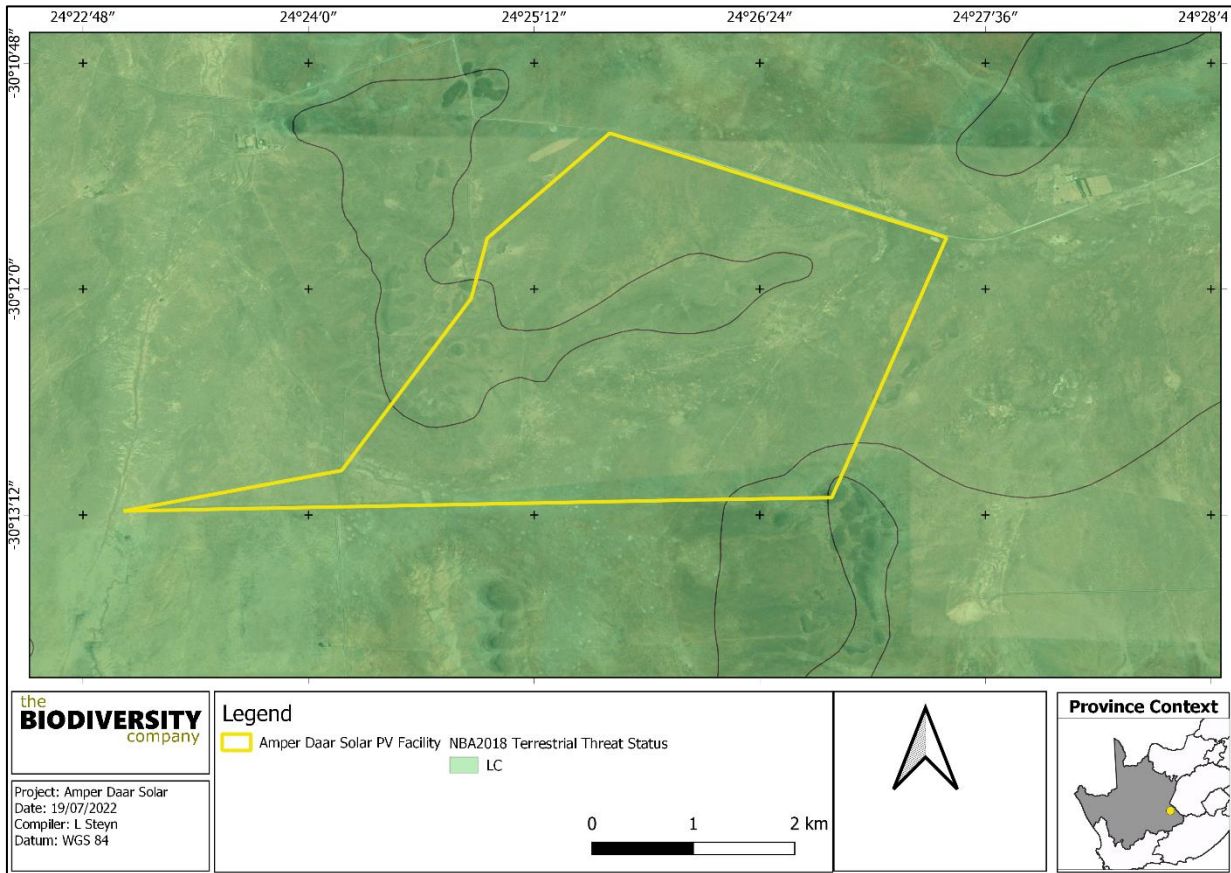 24°22'48" 24°24'0" 24°25'12" 24°26'24" 24°27'36" 24°28'4
-30°10'48"
-30°12'0"
-30°13'12"
the
BIODIVERSITY
company
Project: Amper Daar Solar
Date: 19/07/2022
Compiler: L Steyn
Datum: WGS 84
Legend
Amper Daar Solar PV Facility NBA2018 Terrestrial Threat Status
LC
0 1 2 km
Province Context